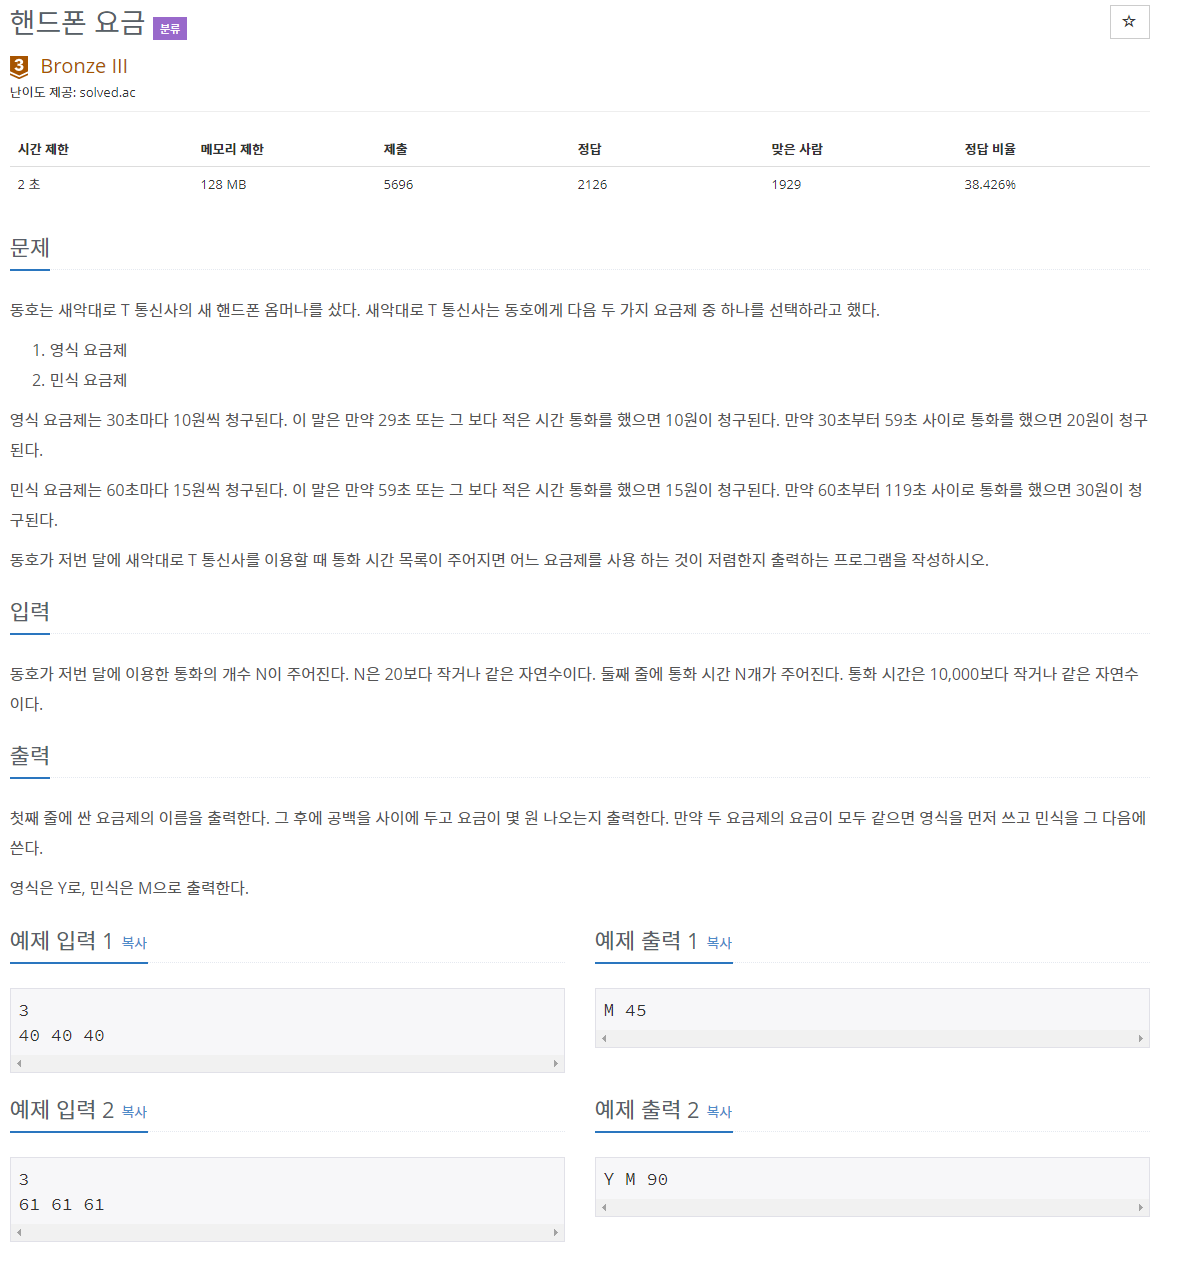 핸드폰 요금 분류
☆
3 Bronze III
난이도 제공: solved.ac
시간 제한 메모리 제한 제출 정답 맞은 사람 정답 비율
2 초 128 MB 5696 2126 1929 38.426%
문제
동호는 새악대로 T 통신사의 새 핸드폰 옴머나를 샀다. 새악대로 T 통신사는 동호에게 다음 두 가지 요금제 중 하나를 선택하라고 했다.
1. 영식 요금제
2. 민식 요금제
영식 요금제는 30초마다 10원씩 청구된다. 이 말은 만약 29초 또는 그 보다 적은 시간 통화를 했으면 10원이 청구된다. 만약 30초부터 59초 사이로 통화를 했으면 20원이 청구
된다.
민식 요금제는 60초마다 15원씩 청구된다. 이 말은 만약 59초 또는 그 보다 적은 시간 통화를 했으면 15원이 청구된다. 만약 60초부터 119초 사이로 통화를 했으면 30원이 청
구된다.
동호가 저번 달에 새악대로 T 통신사를 이용할 때 통화 시간 목록이 주어지면 어느 요금제를 사용 하는 것이 저렴한지 출력하는 프로그램을 작성하시오.
입력
동호가 저번 달에 이용한 통화의 개수 N이 주어진다. N은 20보다 작거나 같은 자연수이다. 둘째 줄에 통화 시간 N개가 주어진다. 통화 시간은 10,000보다 작거나 같은 자연수
이다.
출력
첫째 줄에 싼 요금제의 이름을 출력한다. 그 후에 공백을 사이에 두고 요금이 몇 원 나오는지 출력한다. 만약 두 요금제의 요금이 모두 같으면 영식을 먼저 쓰고 민식을 그 다음에
쓴다.
영식은 Y로, 민식은 M으로 출력한다.
예제 입력 1 복사
3
40 40 40
예제 출력 1 복사
M 45
예제 입력 2 복사
3
61 61 61
예제 출력 2 복사
Y M 90